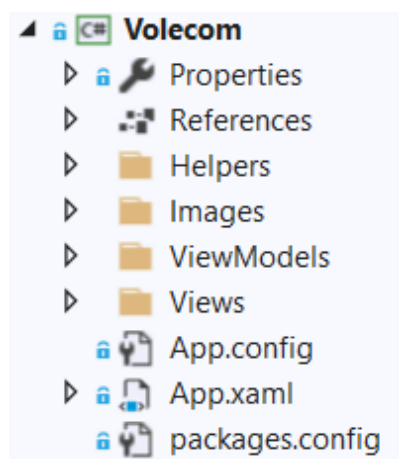 C# Volecom
Properties
References
Helpers
Images
ViewModels
Views
App.config
App.xaml
packages.config